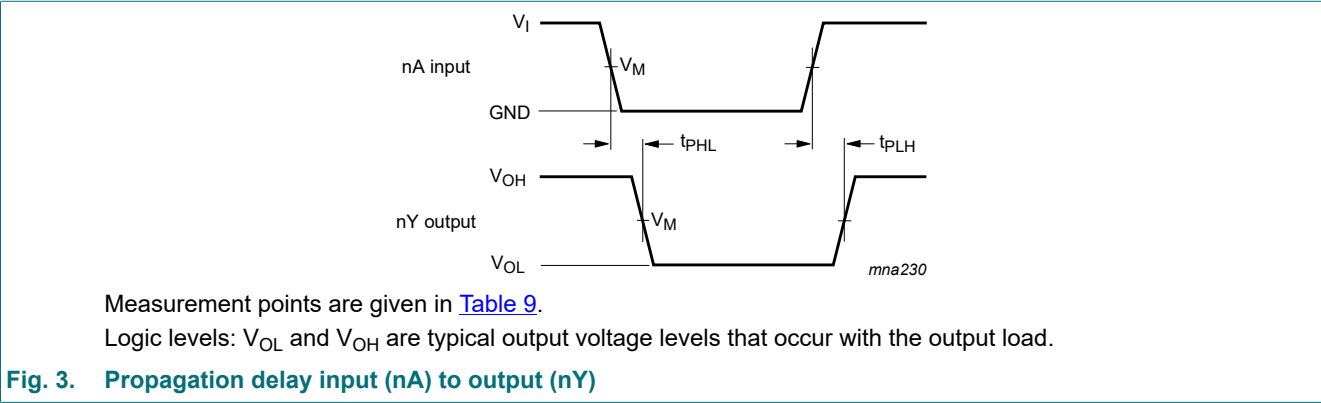 V_I
nA input
V_M
GND
t_PHL
t_PLH
V_OH
nY output
V_M
V_OL
mna230
Measurement points are given in Table 9.
Logic levels: V_OL and V_OH are typical output voltage levels that occur with the output load.
Fig. 3. Propagation delay input (nA) to output (nY)